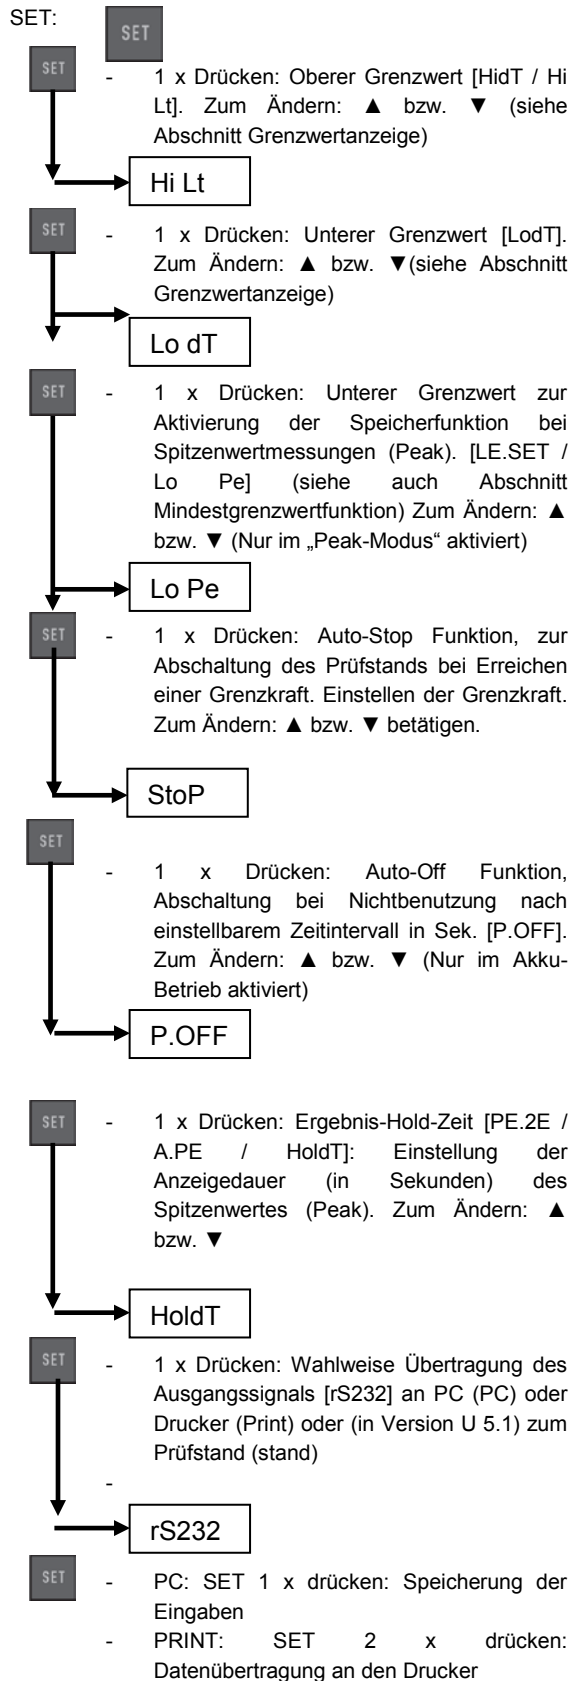 SET:
SET
SET
- 1 x Drücken: Oberer Grenzwert [HidT / Hi
Lt]. Zum Ändern: ▲ bzw. ▼ (siehe
Abschnitt Grenzwertanzeige)
Hi Lt
SET
- 1 x Drücken: Unterer Grenzwert [LodT].
Zum Ändern: ▲ bzw. ▼(siehe Abschnitt
Grenzwertanzeige)
Lo dT
SET
- 1 x Drücken: Unterer Grenzwert zur
Aktivierung der Speicherfunktion bei
Spitzenwertmessungen (Peak). [LE.SET /
Lo Pe] (siehe auch Abschnitt
Mindestgrenzwertfunktion) Zum Ändern: ▲
bzw. ▼ (Nur im „Peak-Modus“ aktiviert)
Lo Pe
SET
- 1 x Drücken: Auto-Stop Funktion, zur
Abschaltung des Prüfstands bei Erreichen
einer Grenzkraft. Einstellen der Grenzkraft.
Zum Ändern: ▲ bzw. ▼ betätigen.
StoP
SET
- 1 x Drücken: Auto-Off Funktion,
Abschaltung bei Nichtbenutzung nach
einstellbarem Zeitintervall in Sek. [P.OFF].
Zum Ändern: ▲ bzw. ▼ (Nur im Akku-
Betrieb aktiviert)
P.OFF
SET
- 1 x Drücken: Ergebnis-Hold-Zeit [PE.2E /
A.PE / HoldT]: Einstellung der
Anzeigedauer (in Sekunden) des
Spitzenwertes (Peak). Zum Ändern: ▲
bzw. ▼
HoldT
SET
- 1 x Drücken: Wahlweise Übertragung des
Ausgangssignals [rS232] an PC (PC) oder
Drucker (Print) oder (in Version U 5.1) zum
Prüfstand (stand)
-
rS232
SET
- PC: SET 1 x drücken: Speicherung der
Eingaben
- PRINT: SET 2 x drücken:
Datenübertragung an den Drucker